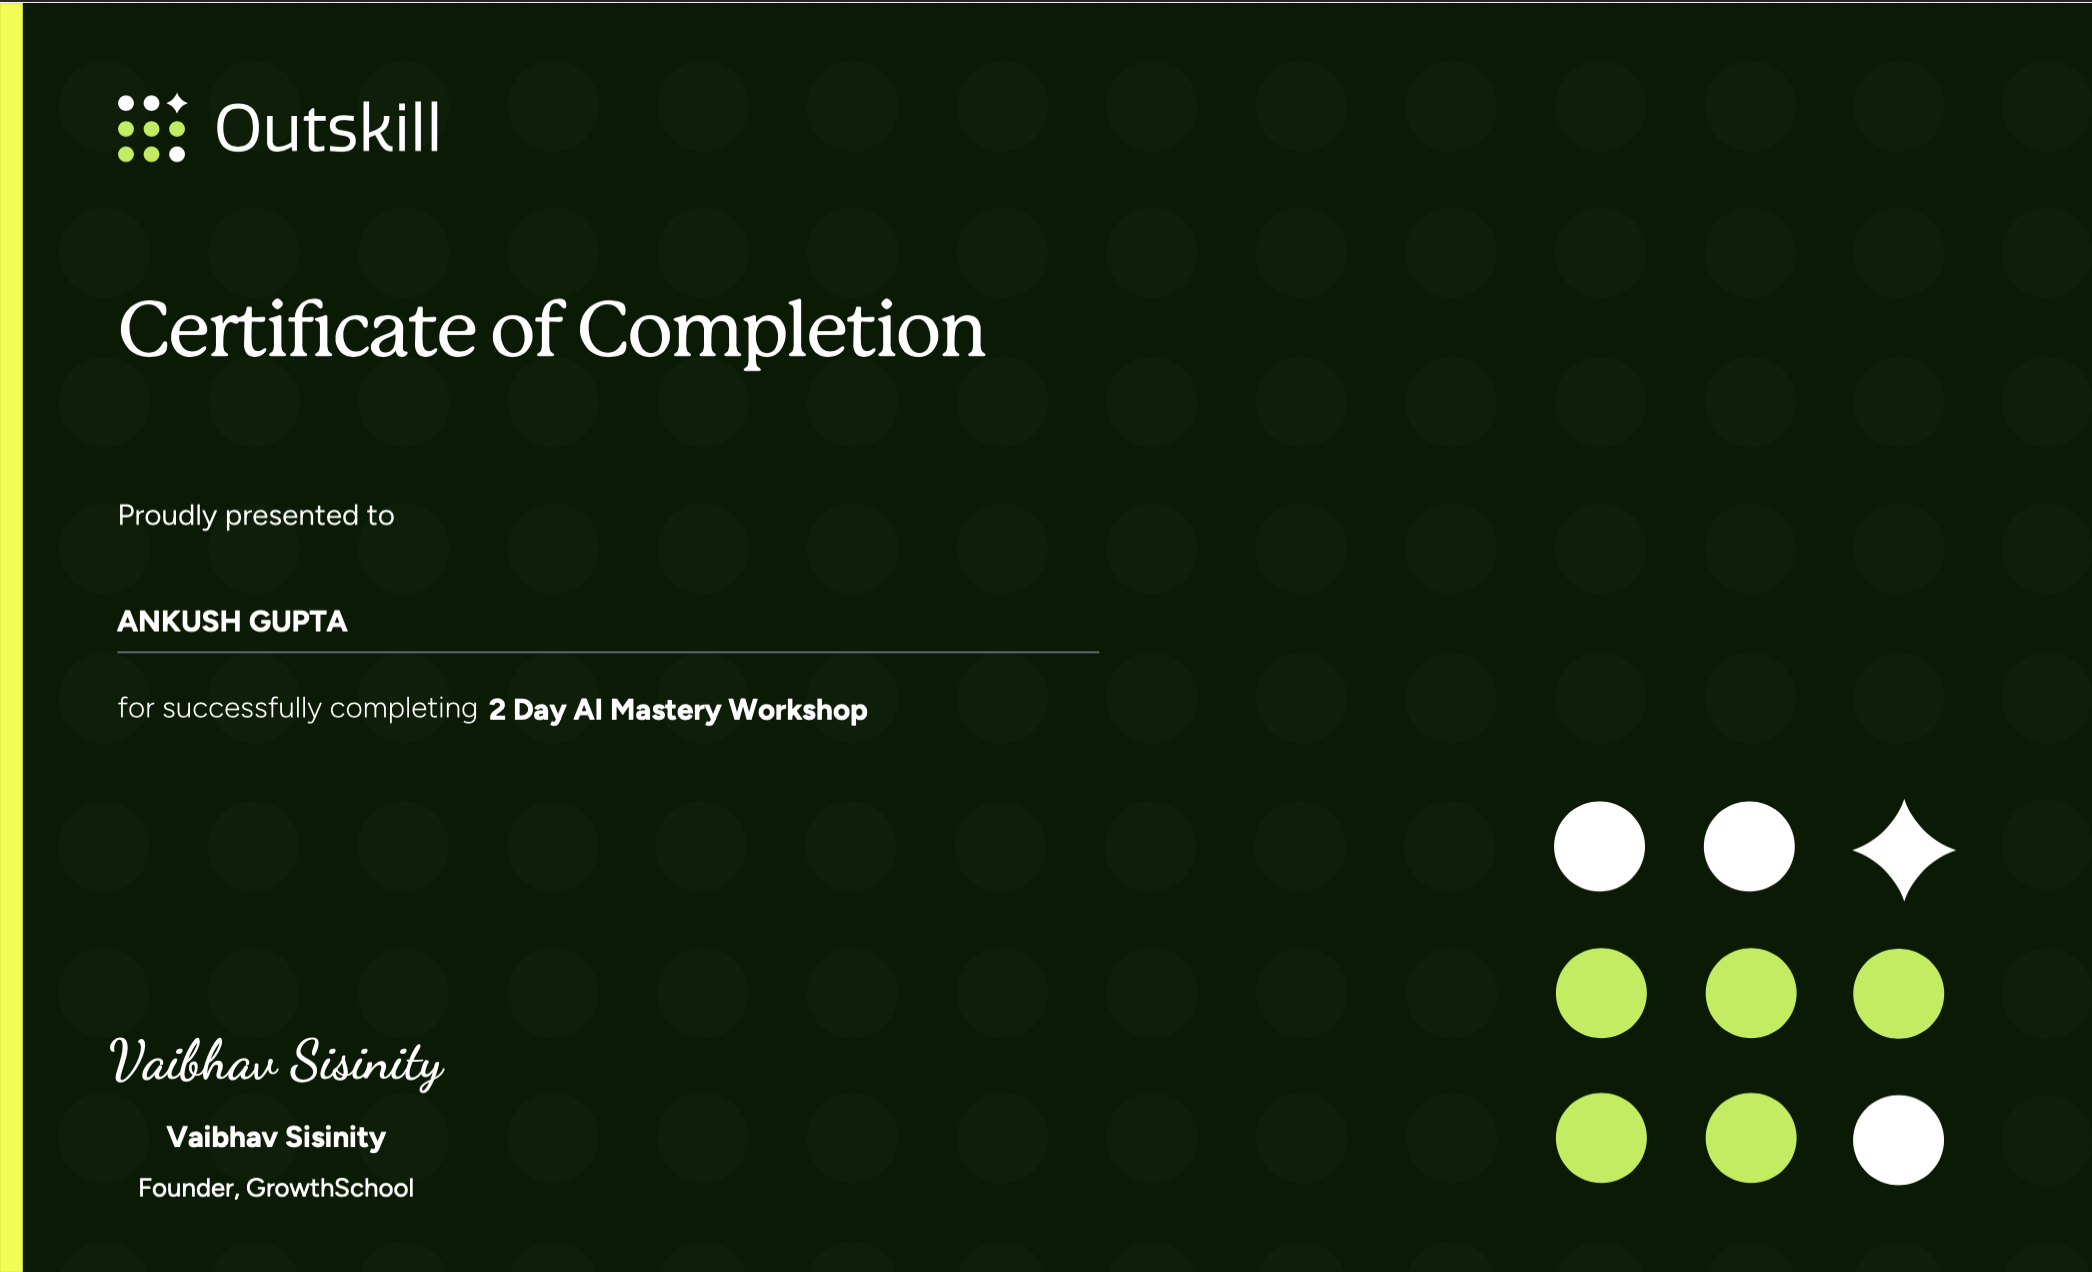 Outskill
Certificate of Completion
Proudly presented to
ANKUSH GUPTA
for successfully completing 2 Day AI Mastery Workshop
Vaibhav Sisinity
Vaibhav Sisinity
Founder, GrowthSchool